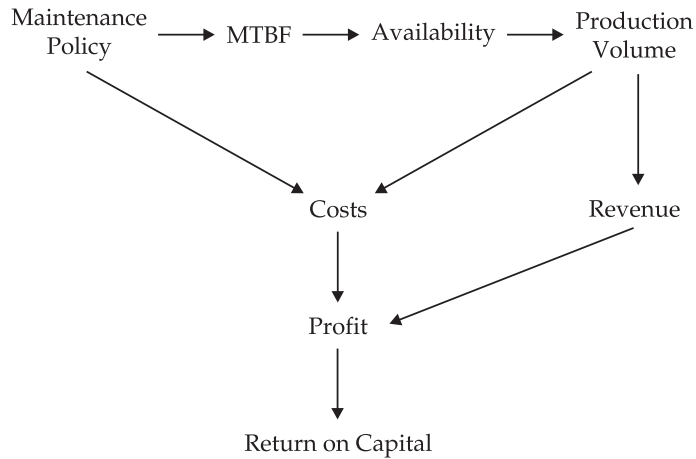 Maintenance
Policy
MTBF
Availability
Production
Volume
Costs
Revenue
Profit
Return on Capital